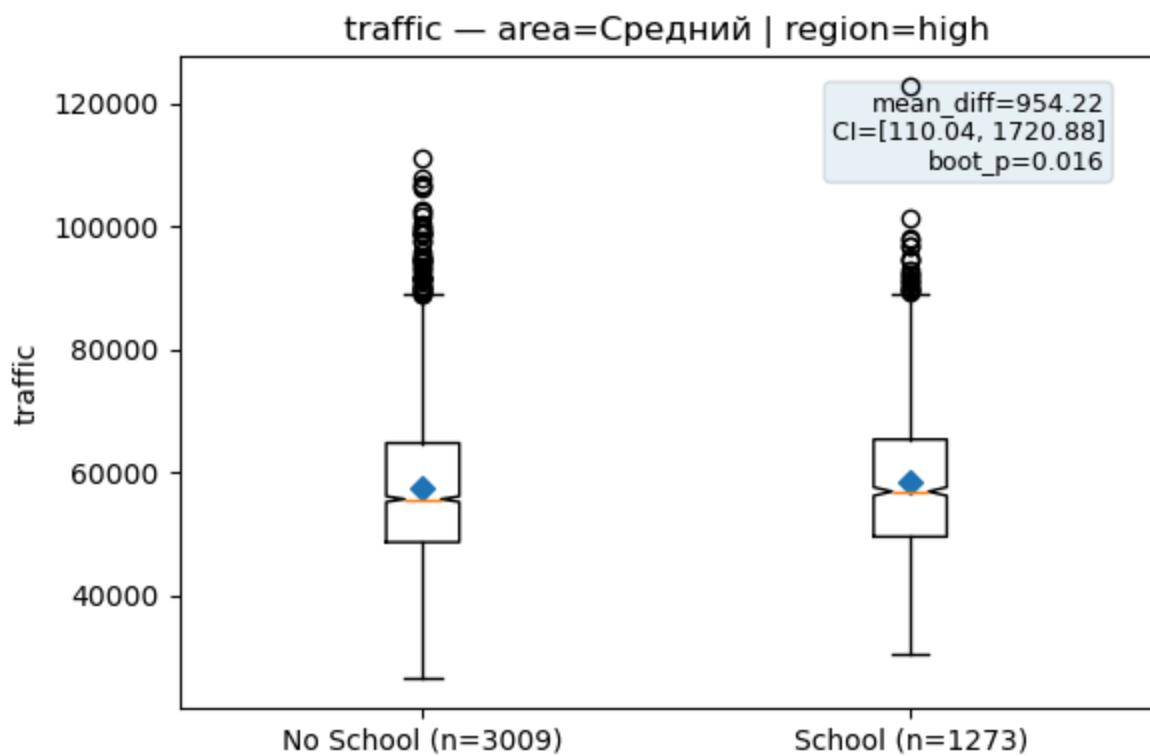 traffic — area=Средний | region=high
120000
100000
80000
60000
40000
traffic
mean_diff=954.22
CI=[110.04, 1720.88]
boot_p=0.016
No School (n=3009)
School (n=1273)